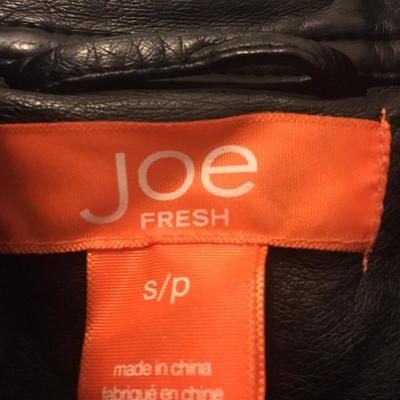 Joe
FRESH
s/p
made in china
fabriqué en chine